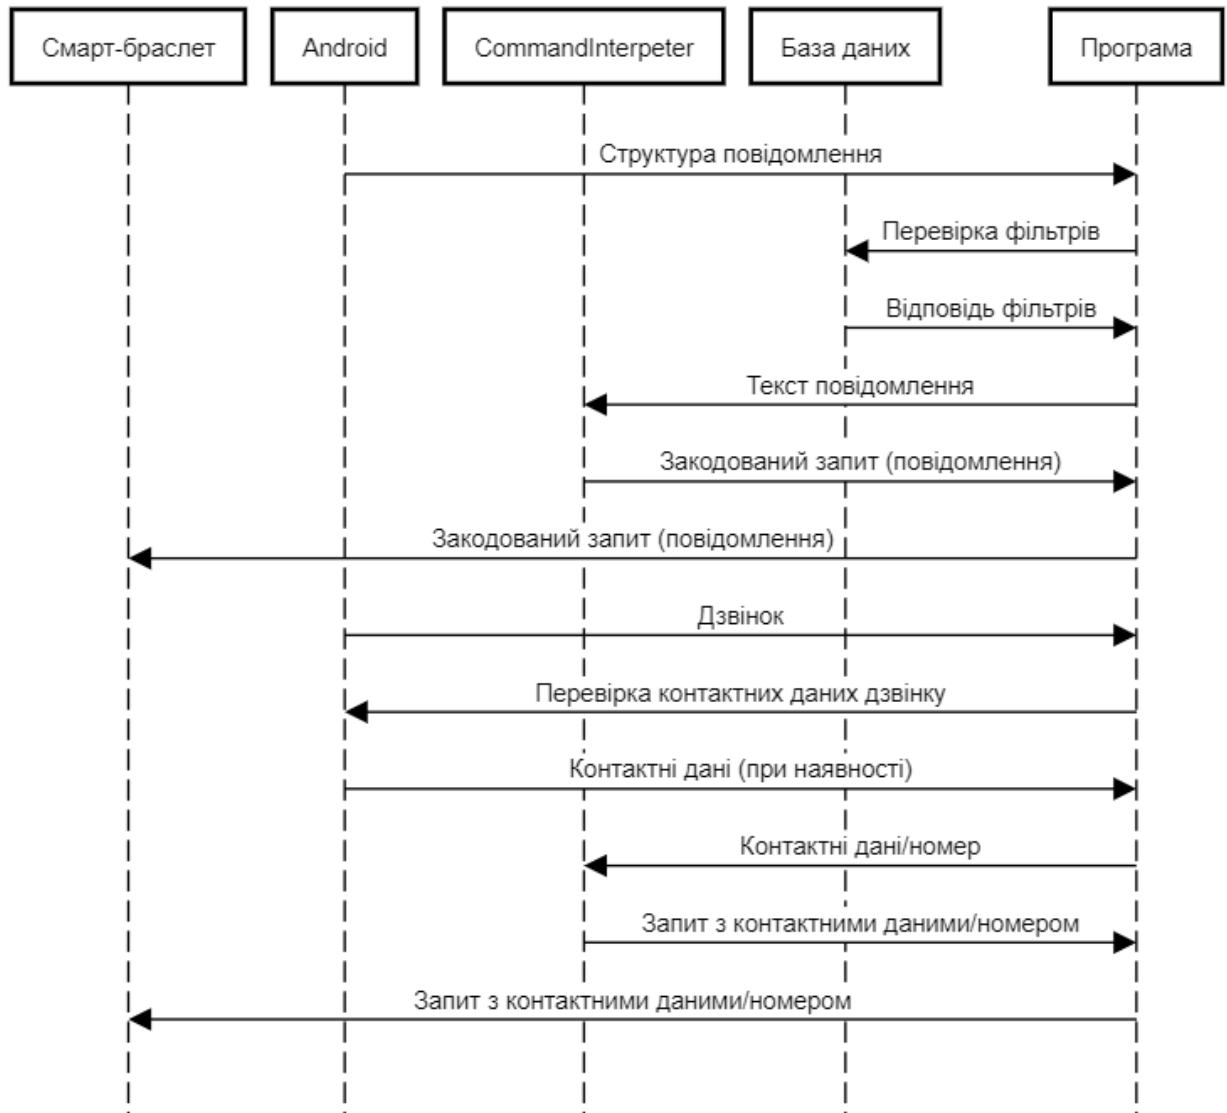 Смарт-браслет
Android
CommandInterpeter
База даних
Програма
Структура повідомлення
Перевірка фільтрів
Відповідь фільтрів
Текст повідомлення
Закодований запит (повідомлення)
Закодований запит (повідомлення)
Дзвінок
Перевірка контактних даних дзвінку
Контактні дані (при наявності)
Контактні дані/номер
Запит з контактними даними/номером
Запит з контактними даними/номером